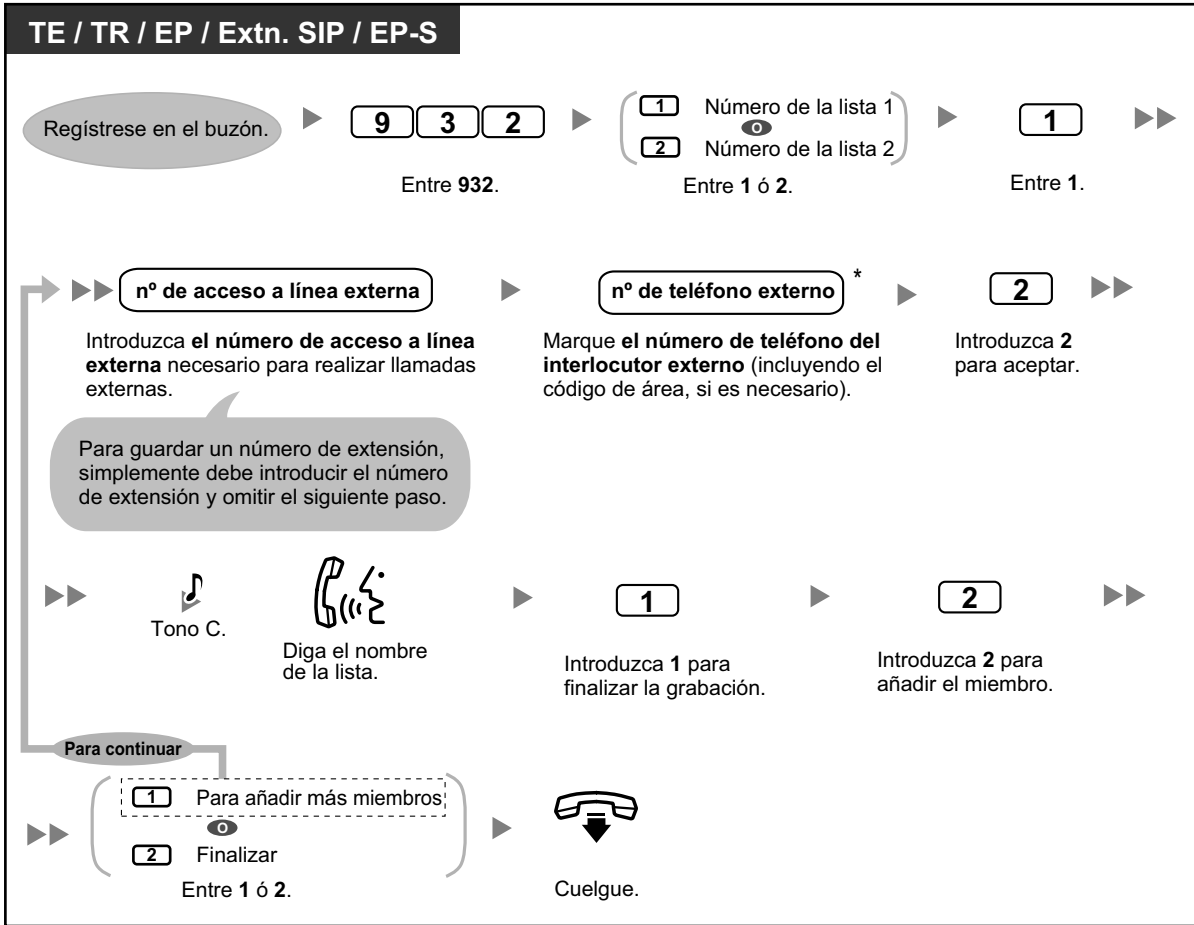 TE / TR / EP / Extn. SIP / EP-S
Regístrese en el buzón.
9 3 2
Entre 932.
1 Número de la lista 1
O
2 Número de la lista 2
Entre 1 ó 2.
1
Entre 1.
nº de acceso a línea externa
Introduzca el número de acceso a línea
externa necesario para realizar llamadas
externas.
Para guardar un número de extensión,
simplemente debe introducir el número
de extensión y omitir el siguiente paso.
nº de teléfono externo *
Marque el número de teléfono del
interlocutor externo (incluyendo el
código de área, si es necesario).
2
Introduzca 2
para aceptar.
Tono C.
Diga el nombre
de la lista.
1
Introduzca 1 para
finalizar la grabación.
2
Introduzca 2 para
añadir el miembro.
Para continuar
1 Para añadir más miembros
O
2 Finalizar
Entre 1 ó 2.
Cuelgue.